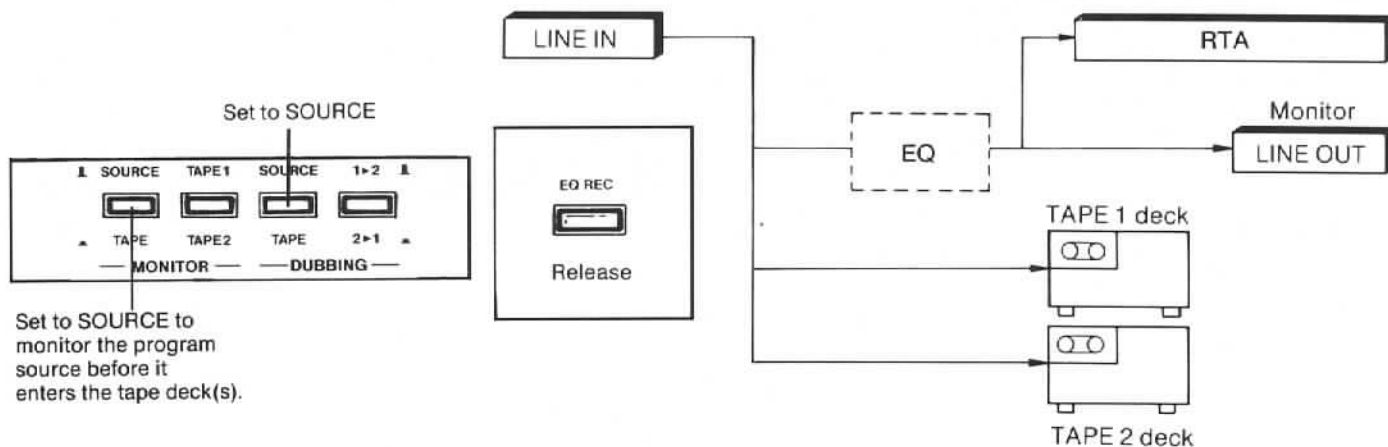 LINE IN
RTA
Monitor
LINE OUT
EQ
Set to SOURCE
SOURCE TAPE 1 SOURCE 1▸2
TAPE TAPE2 TAPE 2▸1
MONITOR DUBBING
Set to SOURCE to
monitor the program
source before it
enters the tape deck(s).
EQ REC
Release
TAPE 1 deck
TAPE 2 deck